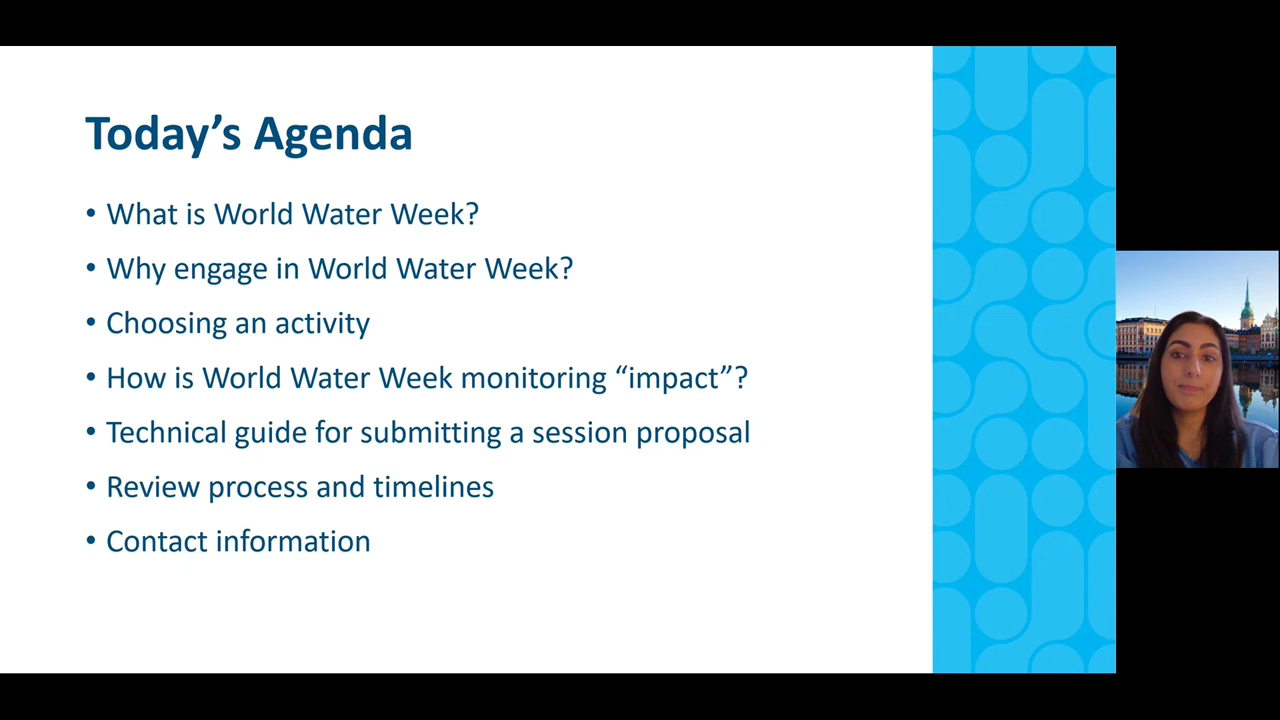 Today’s Agenda
• What is World Water Week?
• Why engage in World Water Week?
• Choosing an activity
• How is World Water Week monitoring “impact”?
• Technical guide for submitting a session proposal
• Review process and timelines
• Contact information